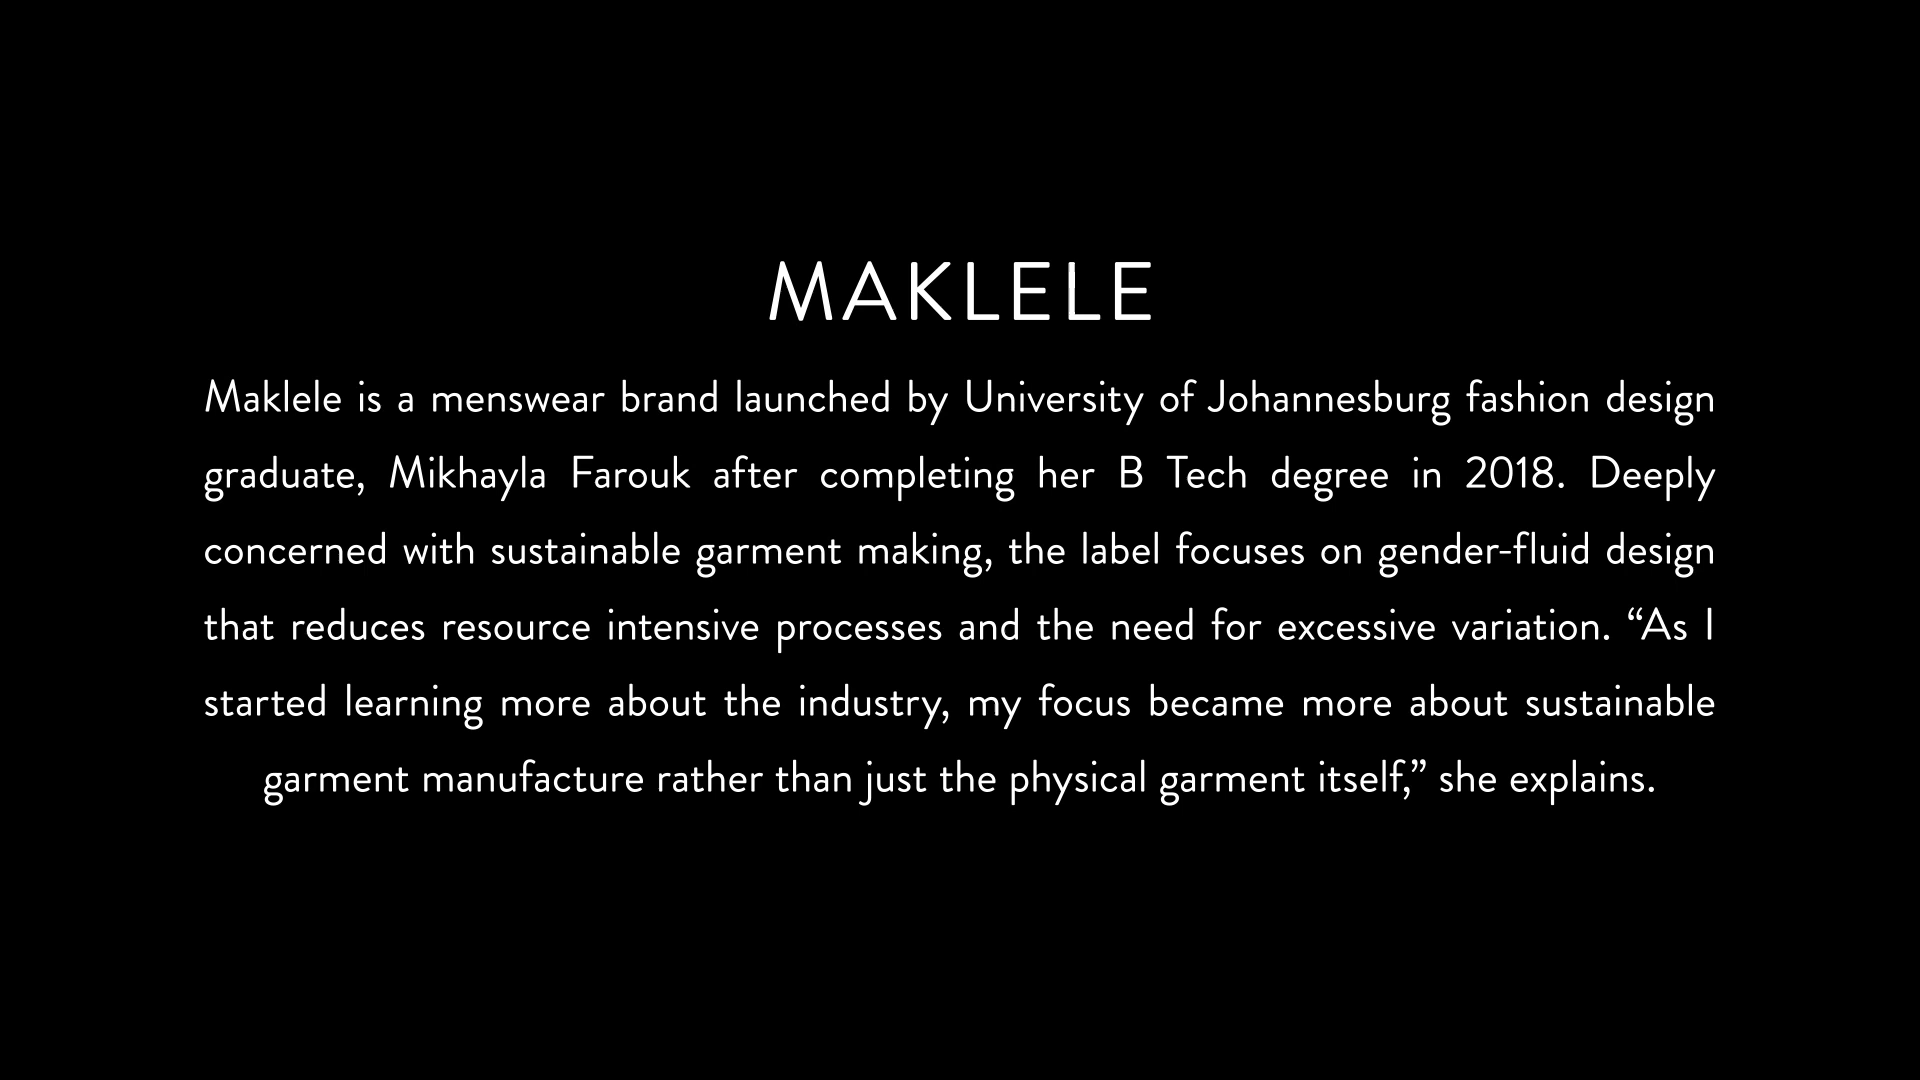 MAKLELE
Maklele is a menswear brand launched by University of Johannesburg fashion design
graduate, Mikhayla Farouk after completing her B Tech degree in 2018. Deeply
concerned with sustainable garment making, the label focuses on gender-fluid design
that reduces resource intensive processes and the need for excessive variation. “As I
started learning more about the industry, my focus became more about sustainable
garment manufacture rather than just the physical garment itself,” she explains.